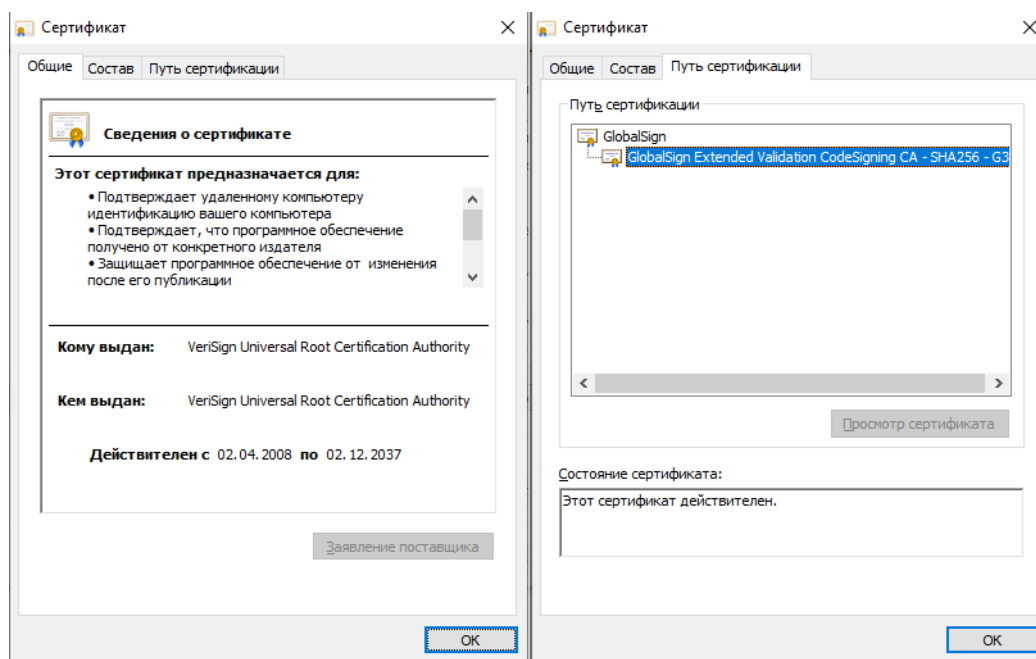 Сертификат
Общие Состав Путь сертификации
Сведения о сертификате
Этот сертификат предназначается для:
• Подтверждает удаленному компьютеру
идентификацию вашего компьютера
• Подтверждает, что программное обеспечение
получено от конкретного издателя
• Защищает программное обеспечение от изменения
после его публикации
Кому выдан: VeriSign Universal Root Certification Authority
Кем выдан: VeriSign Universal Root Certification Authority
Действителен с 02.04.2008 по 02.12.2037
Заявление поставщика
OK
Сертификат
Общие Состав Путь сертификации
Путь сертификации
GlobalSign
GlobalSign Extended Validation CodeSigning CA - SHA256 - G3
Просмотр сертификата
Состояние сертификата:
Этот сертификат действителен.
OK